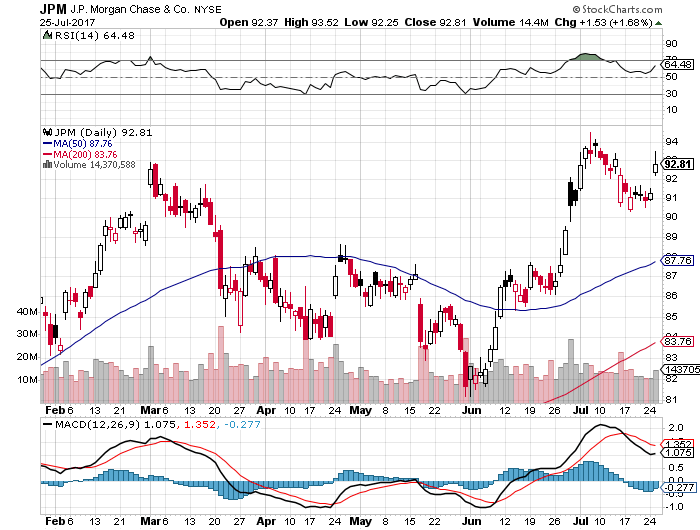 JPM J.P. Morgan Chase & Co. NYSE
© StockCharts.com
25-Jul-2017
Open 92.37 High 93.52 Low 92.25 Close 92.81 Volume 14.4M Chg +1.53 (+1.68%)
RSI(14) 64.48
90
70
64.48
50
30
10
JPM (Daily) 92.81
MA(50) 87.76
MA(200) 83.76
Volume 14,370,588
94
92.81
92
91
90
89
88
87.76
87
86
85
84
83.76
83
82
81
40M
30M
20M
10M
143705
Feb 6 13 21 Mar 6 13 20 27 Apr 10 17 24 May 8 15 22 Jun 12 19 26 Jul 10 17 24
MACD(12,26,9) 1.075, 1.352, -0.277
2.0
1.5
1.352
1.075
0.5
0.0
-0.277
-0.5
-1.0
Feb 6 13 21 Mar 6 13 20 27 Apr 10 17 24 May 8 15 22 Jun 12 19 26 Jul 10 17 24